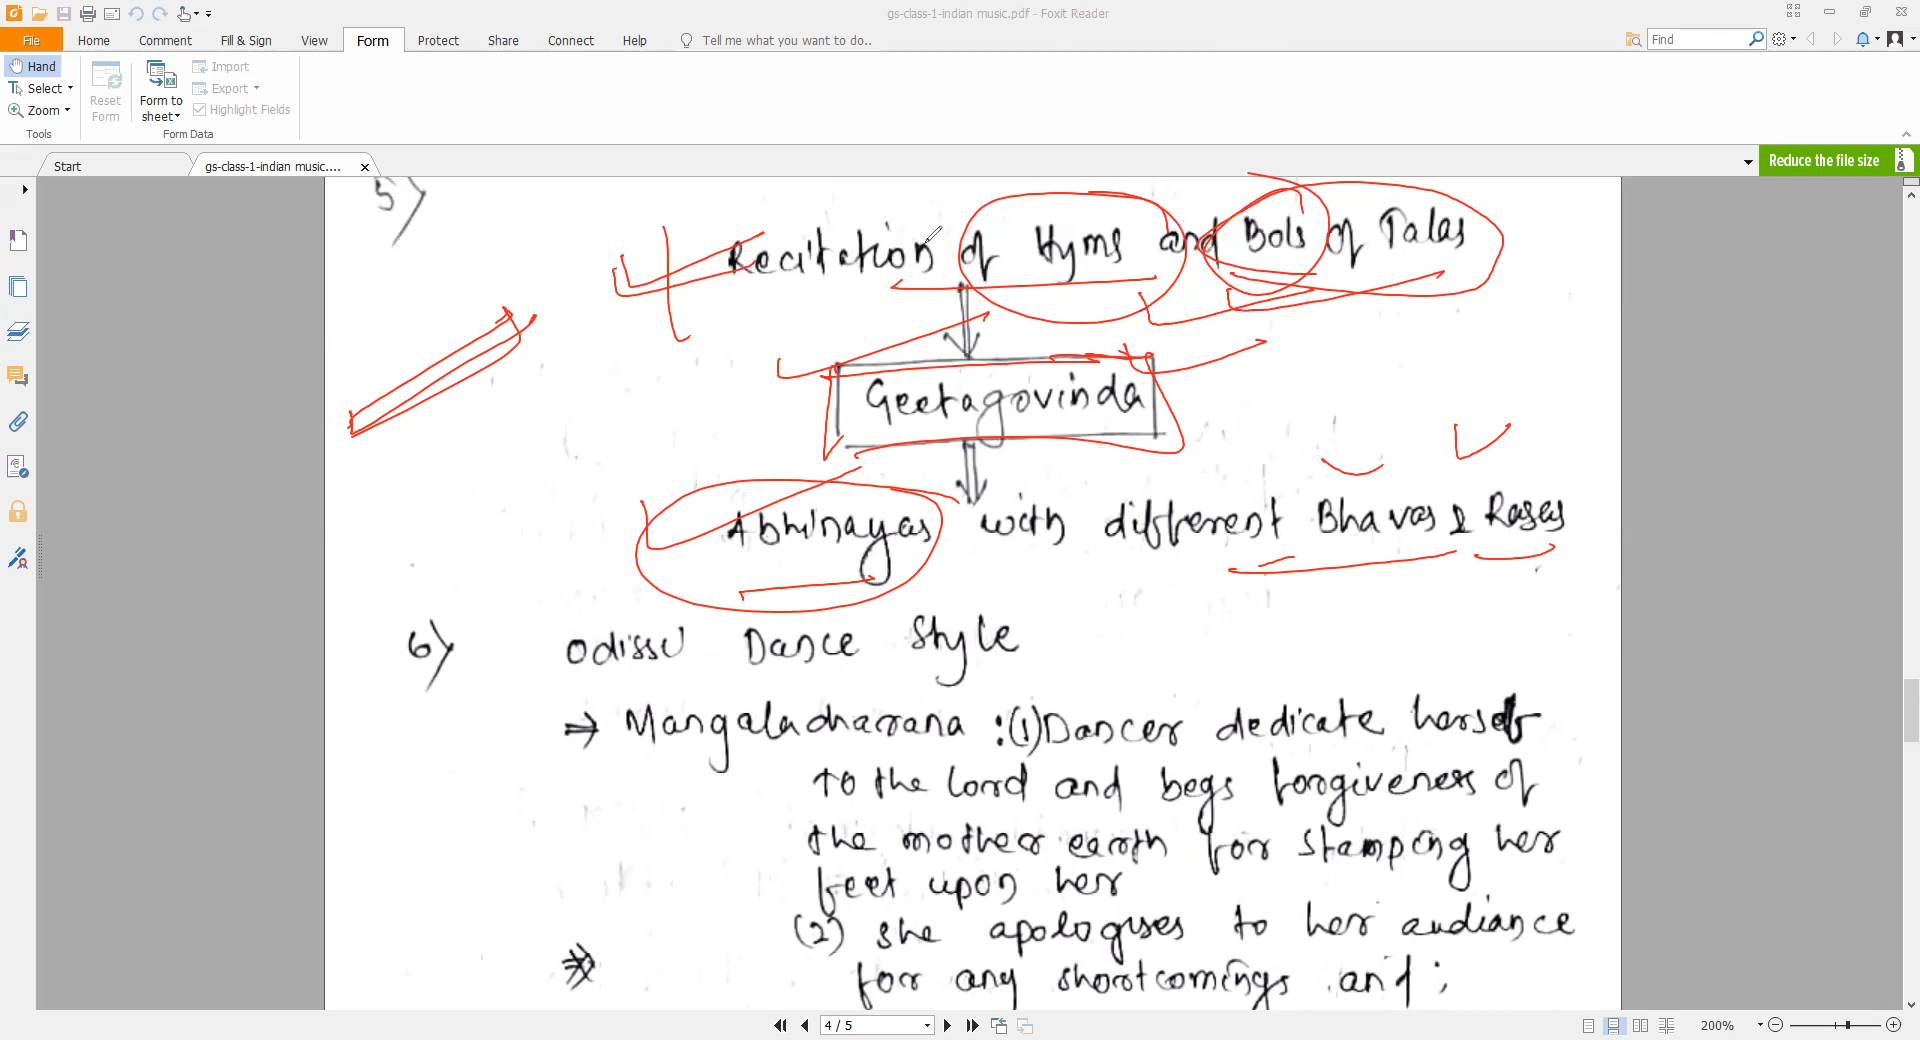 gs-class-1-indian music.pdf - Foxit Reader
File Home Comment Fill & Sign View Form Protect Share Connect Help Tell me what you want to do.. Find
Hand
Select
Zoom
Tools
Reset Form
Form to sheet
Import
Export
Highlight Fields
Form Data
Start gs-class-1-indian music.... Reduce the file size
5)
Recitation of Hyms and Bols of Talas
Geetagovinda
Abhinayas with different Bhavas & Rasas
6) Odissi Dance Style
⇒ Mangaladharana : (1) Dancer dedicate herself
to the Lord and begs forgiveness of
the mother earth for stamping her
feet upon her
(2) she apologises to her audiance
for any shortcomings and ;
4 / 5 200%